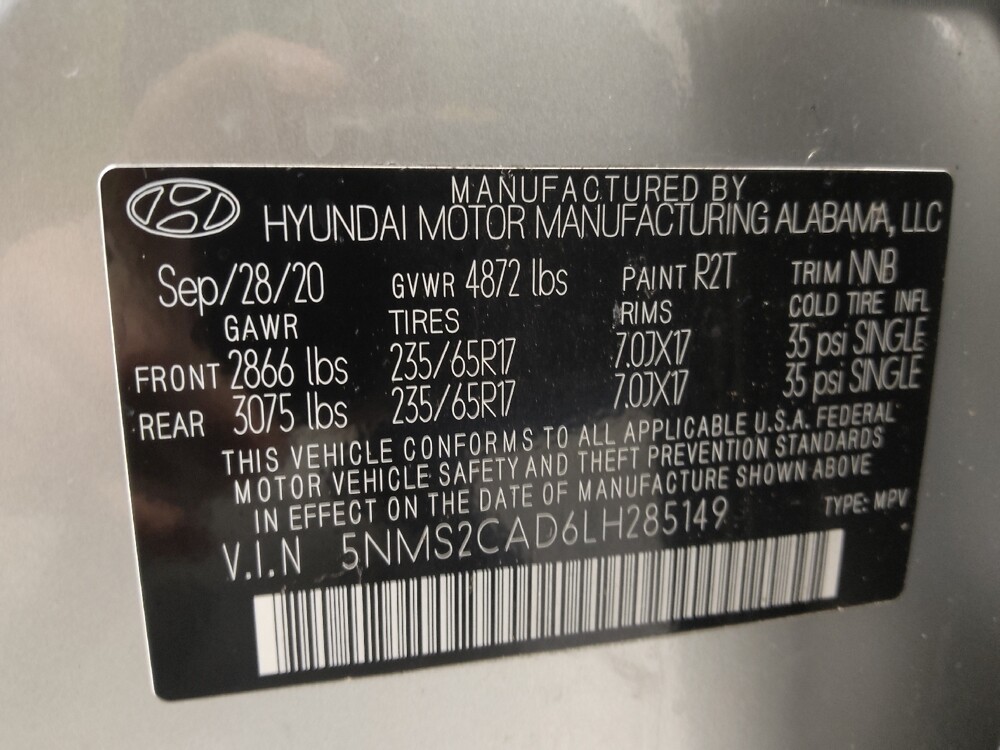 MANUFACTURED BY
HYUNDAI MOTOR MANUFACTURING ALABAMA, LLC
Sep/28/20 GVWR 4872 lbs PAINT R2T TRIM NNB
GAWR TIRES RIMS COLD TIRE INFL
FRONT 2866 lbs 235/65R17 7.0JX17 35 psi SINGLE
REAR 3075 lbs 235/65R17 7.0JX17 35 psi SINGLE
THIS VEHICLE CONFORMS TO ALL APPLICABLE U.S.A. FEDERAL
MOTOR VEHICLE SAFETY AND THEFT PREVENTION STANDARDS
IN EFFECT ON THE DATE OF MANUFACTURE SHOWN ABOVE
V.I.N 5NMS2CAD6LH285149 TYPE: MPV